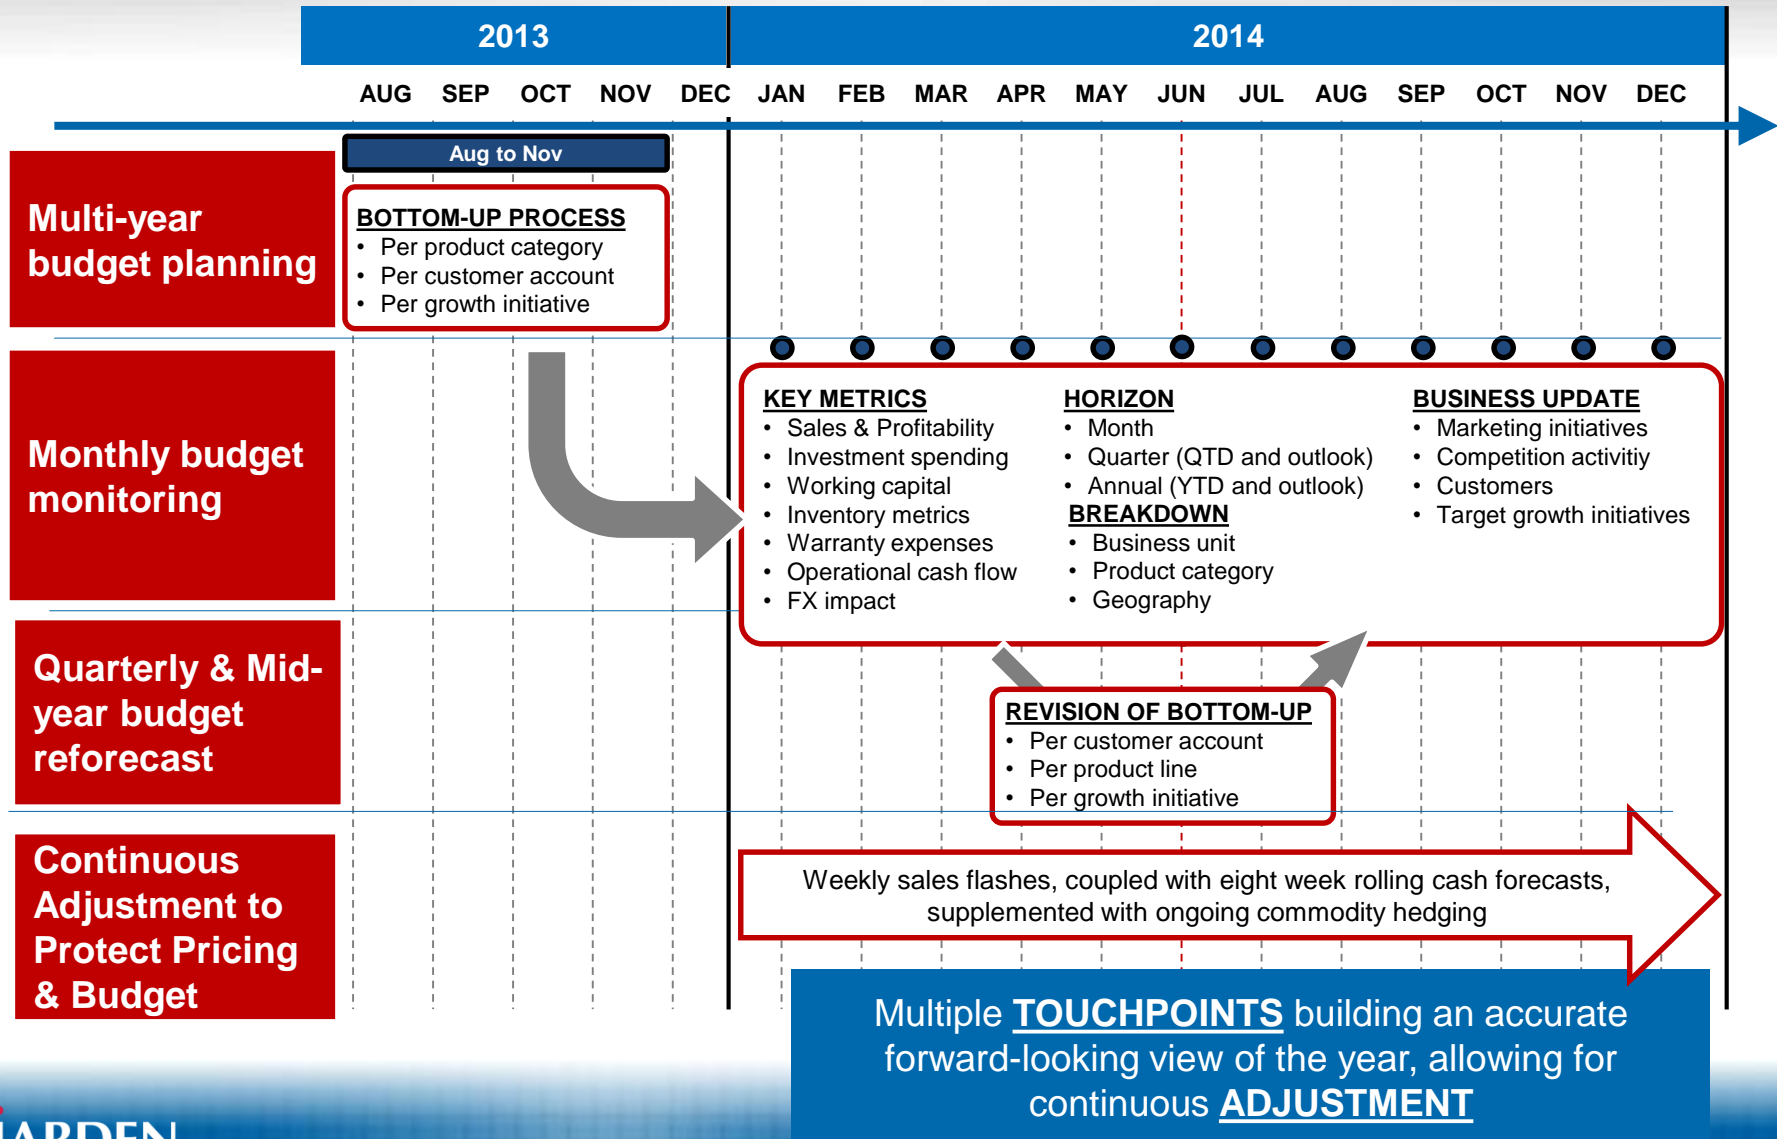 2013
2014
AUG SEP OCT NOV DEC JAN FEB MAR APR MAY JUN JUL AUG SEP OCT NOV DEC
Aug to Nov
Multi-year
budget planning
BOTTOM-UP PROCESS
• Per product category
• Per customer account
• Per growth initiative
Monthly budget
monitoring
KEY METRICS
• Sales & Profitability
• Investment spending
• Working capital
• Inventory metrics
• Warranty expenses
• Operational cash flow
• FX impact
HORIZON
• Month
• Quarter (QTD and outlook)
• Annual (YTD and outlook)
BREAKDOWN
• Business unit
• Product category
• Geography
BUSINESS UPDATE
• Marketing initiatives
• Competition activitiy
• Customers
• Target growth initiatives
Quarterly & Mid-
year budget
reforecast
REVISION OF BOTTOM-UP
• Per customer account
• Per product line
• Per growth initiative
Continuous
Adjustment to
Protect Pricing
& Budget
Weekly sales flashes, coupled with eight week rolling cash forecasts,
supplemented with ongoing commodity hedging
Multiple TOUCHPOINTS building an accurate
forward-looking view of the year, allowing for
continuous ADJUSTMENT
JARDEN